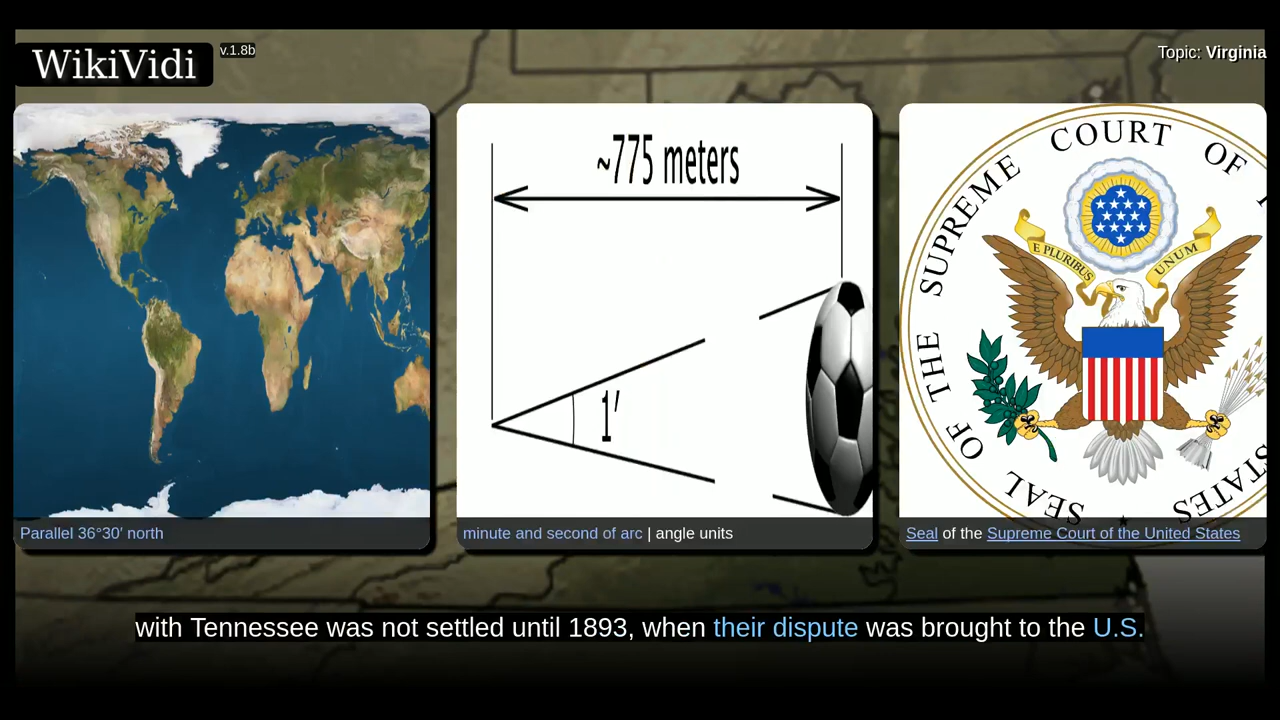 WikiVidi
v.1.8b
Topic: Virginia
~775 meters
1′
SEAL OF THE SUPREME COURT OF
STATES
E PLURIBUS
UNUM
Parallel 36°30′ north
minute and second of arc | angle units
Seal of the Supreme Court of the United States
with Tennessee was not settled until 1893, when their dispute was brought to the U.S.